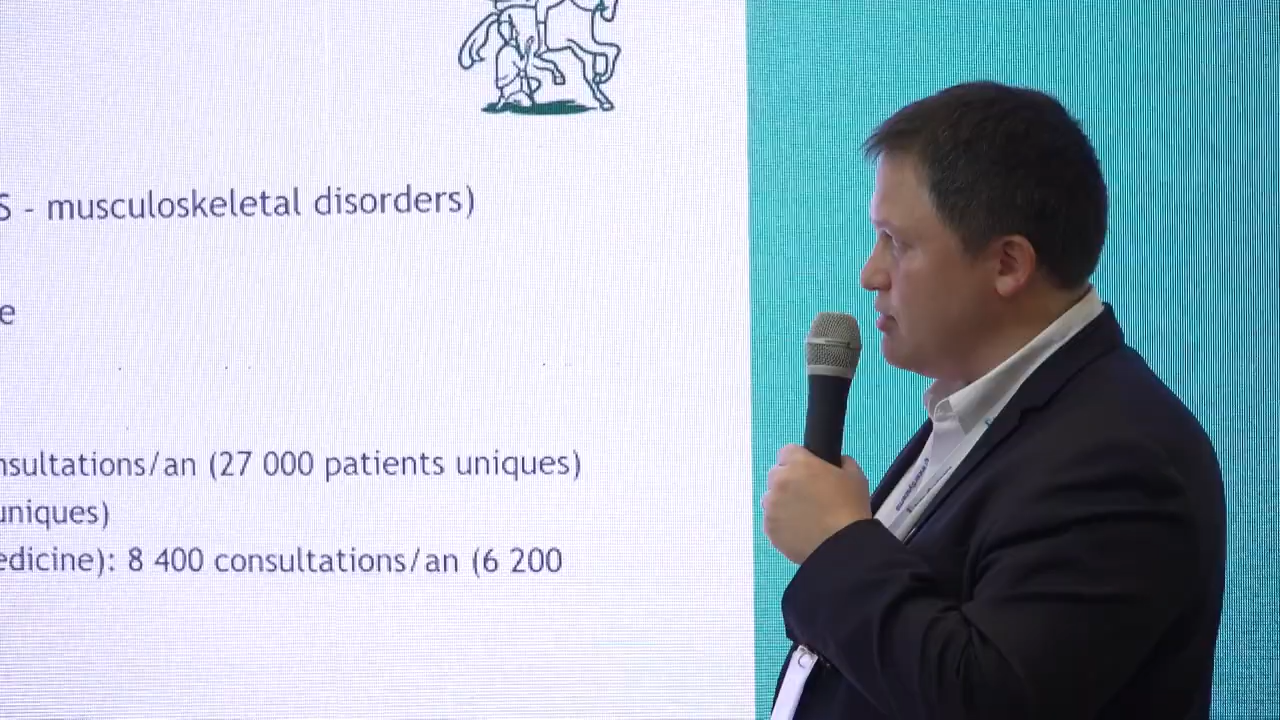 S - musculoskeletal disorders)
e
nsultations/an (27 000 patients uniques)
uniques)
edicine): 8 400 consultations/an (6 200